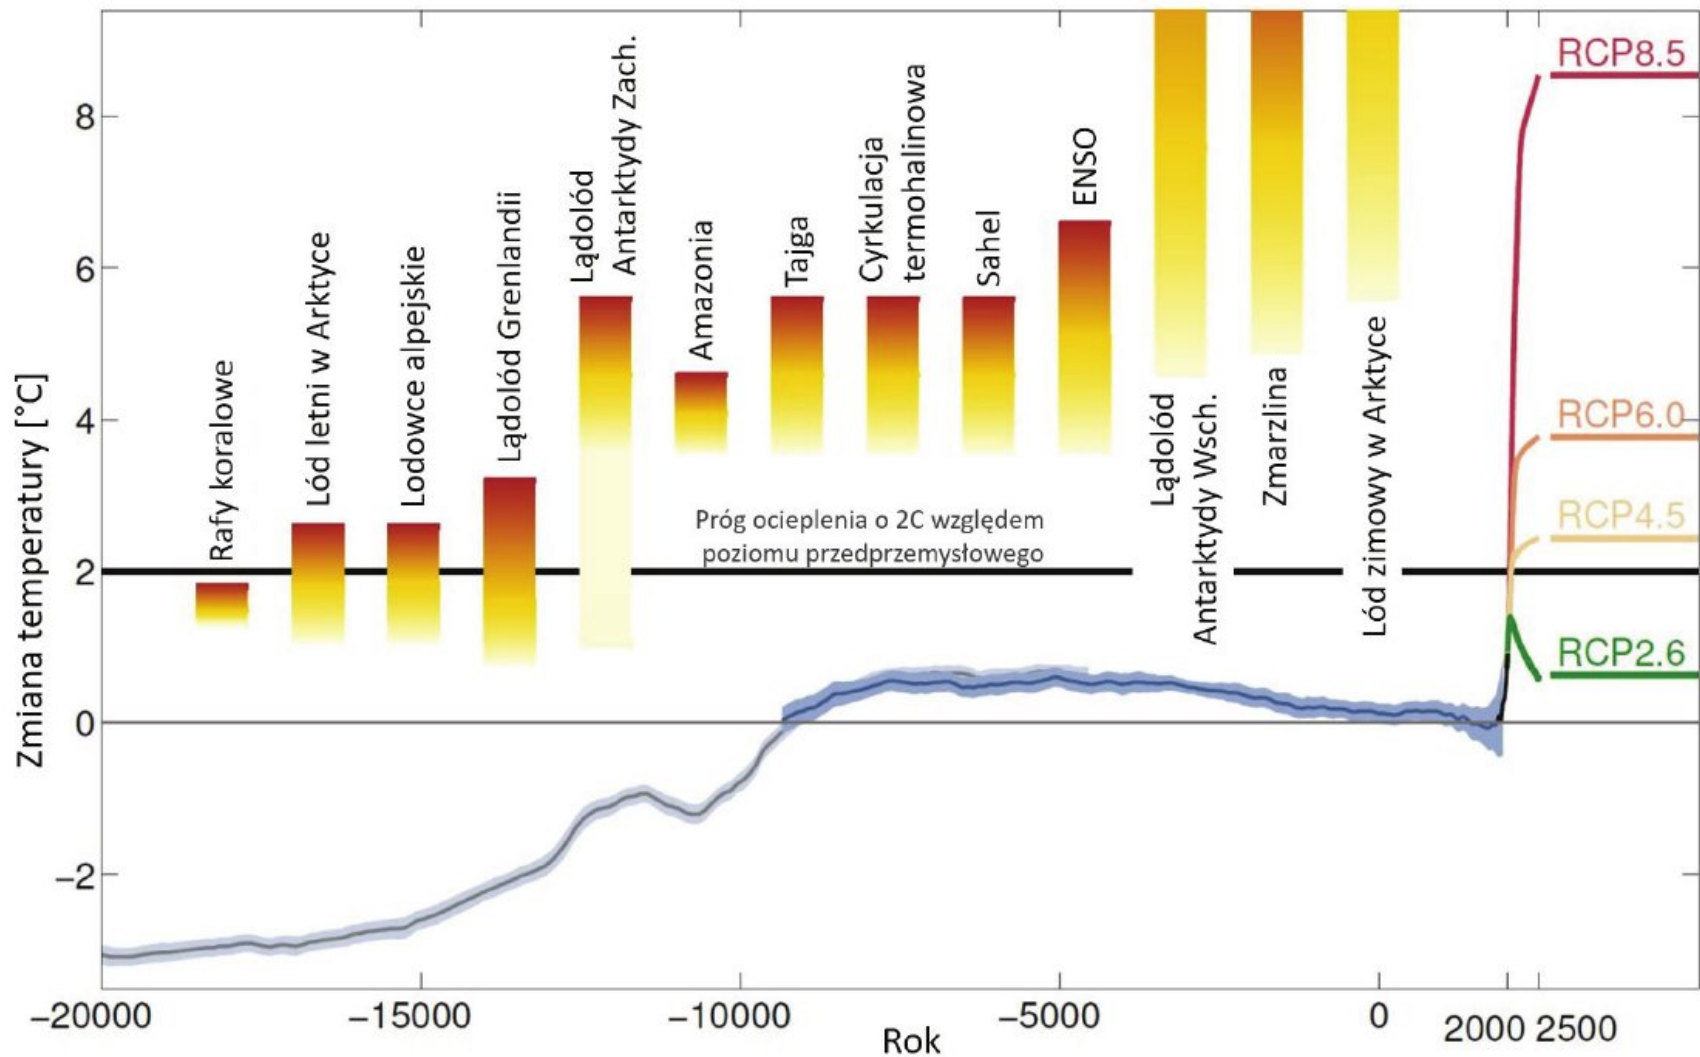 Zmiana temperatury [°C]
8
6
4
2
0
−2
Rafy koralowe
Lód letni w Arktyce
Lodowce alpejskie
Lądolód Grenlandii
Lądolód
Antarktydy Zach.
Amazonia
Tajga
Cyrkulacja
termohalinowa
Sahel
ENSO
Lądolód
Antarktydy Wsch.
Zmarzlina
Lód zimowy w Arktyce
Próg ocieplenia o 2C względem
poziomu przedprzemysłowego
RCP8.5
RCP6.0
RCP4.5
RCP2.6
−20000 −15000 −10000 −5000 0 2000 2500
Rok